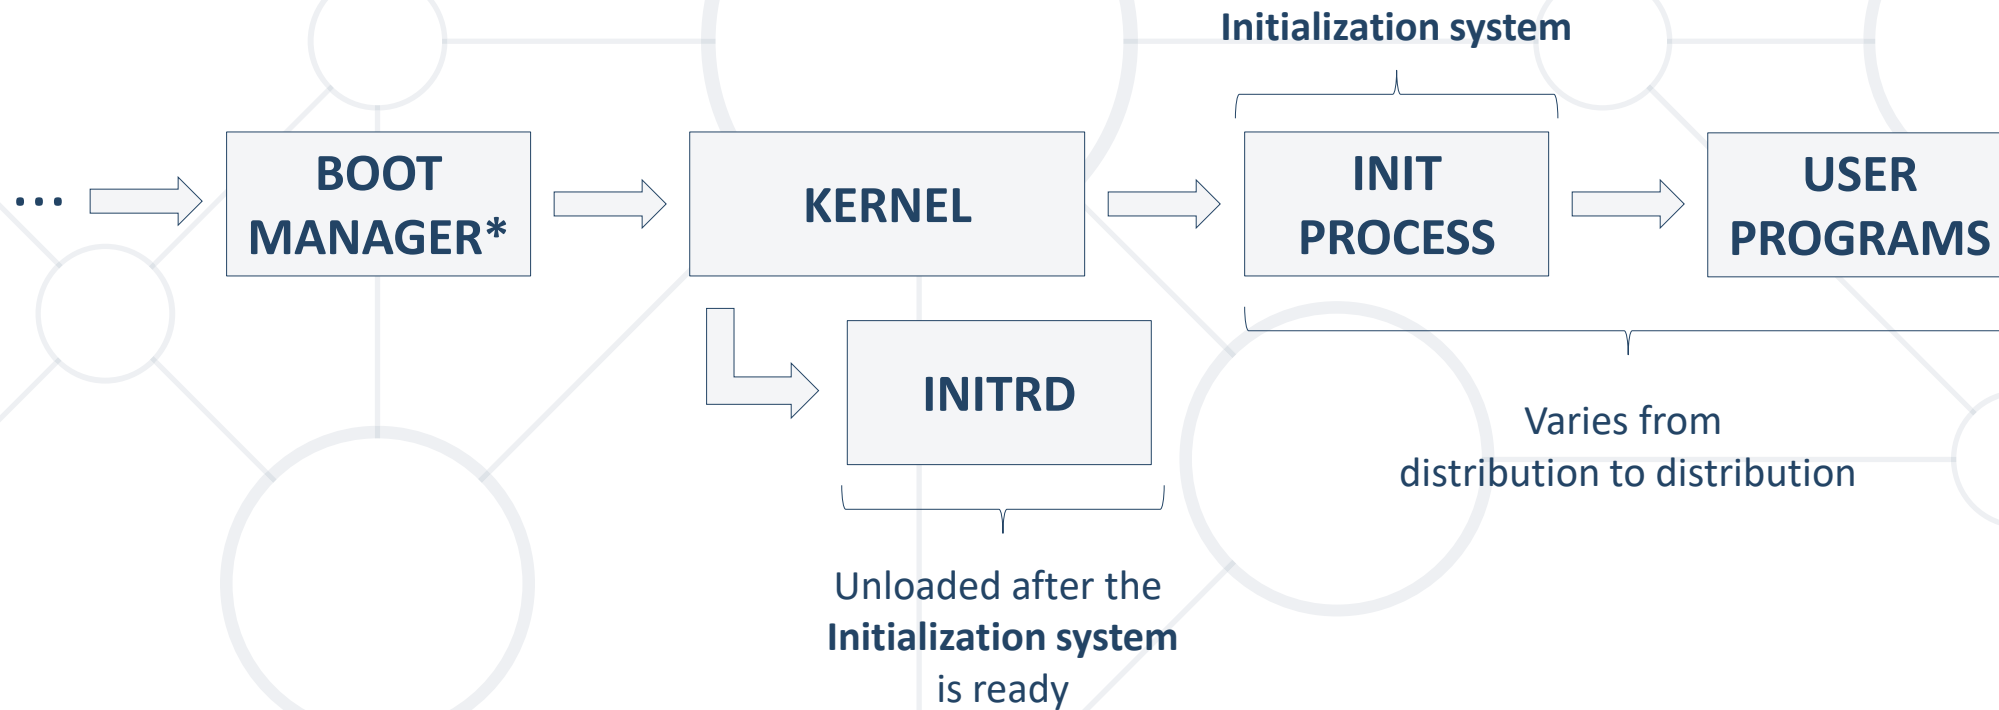 Initialization system
...
BOOT
MANAGER*
KERNEL
INIT
PROCESS
USER
PROGRAMS
INITRD
Varies from
distribution to distribution
Unloaded after the
Initialization system
is ready